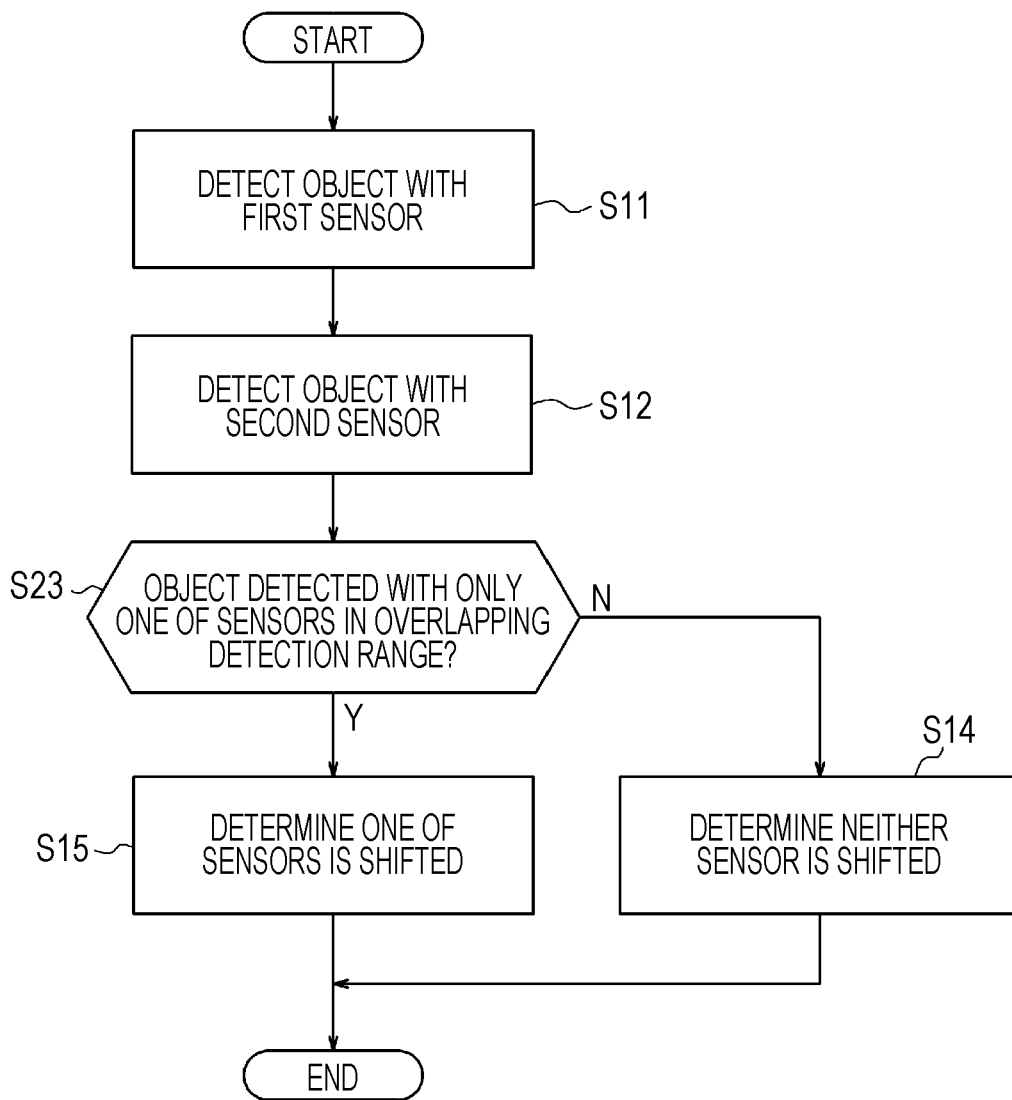 START
DETECT OBJECT WITH
FIRST SENSOR
S11
DETECT OBJECT WITH
SECOND SENSOR
S12
S23
OBJECT DETECTED WITH ONLY
ONE OF SENSORS IN OVERLAPPING
DETECTION RANGE?
N
Y
S14
S15
DETERMINE ONE OF
SENSORS IS SHIFTED
DETERMINE NEITHER
SENSOR IS SHIFTED
END